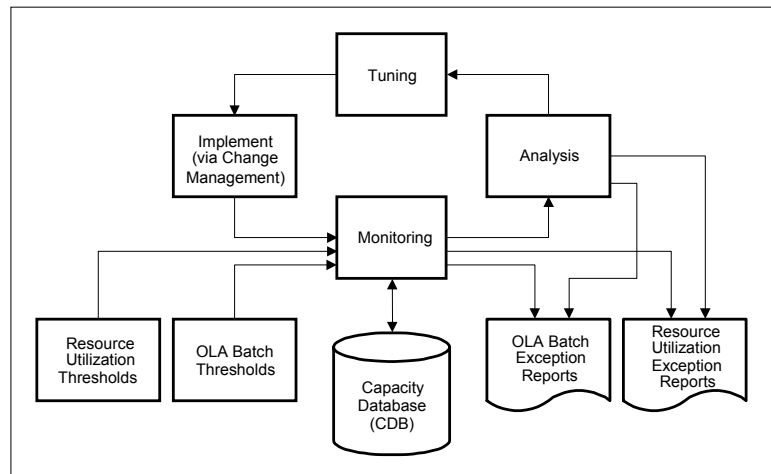 Tuning
Implement
(via Change
Management)
Analysis
Monitoring
Resource
Utilization
Thresholds
OLA Batch
Thresholds
Capacity
Database
(CDB)
OLA Batch
Exception
Reports
Resource
Utilization
Exception
Reports